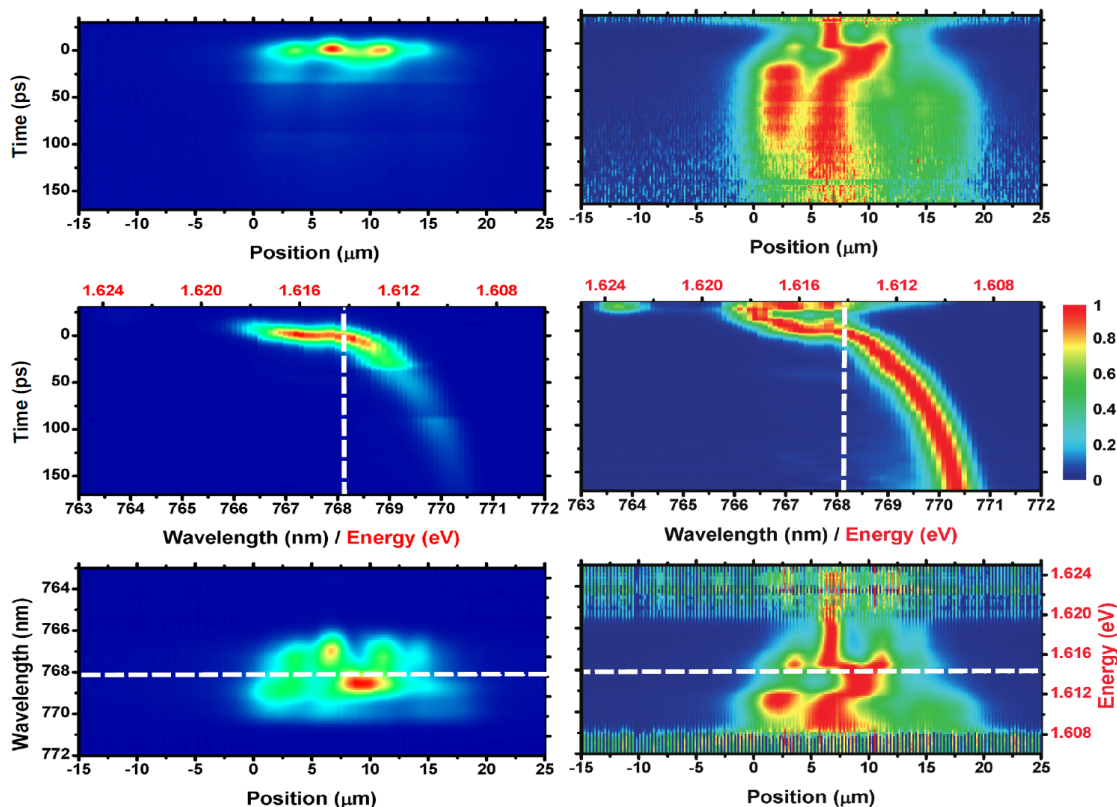 Time (ps)
0
50
100
150
-15 -10 -5 0 5 10 15 20 25
Position (μm)
-15 -10 -5 0 5 10 15 20 25
Position (μm)
1.624 1.620 1.616 1.612 1.608
Time (ps)
0
50
100
150
763 764 765 766 767 768 769 770 771 772
Wavelength (nm) / Energy (eV)
1.624 1.620 1.616 1.610 1.608
763 764 765 766 767 768 769 770 771 772
Wavelength (nm) / Energy (eV)
1
0.8
0.6
0.4
0.2
0
Wavelength (nm)
764
766
768
770
772
-15 -10 -5 0 5 10 15 20 25
Position (μm)
-15 -10 -5 0 5 10 15 20 25
Position (μm)
1.624
1.620
1.616
1.612
1.608
Energy (eV)